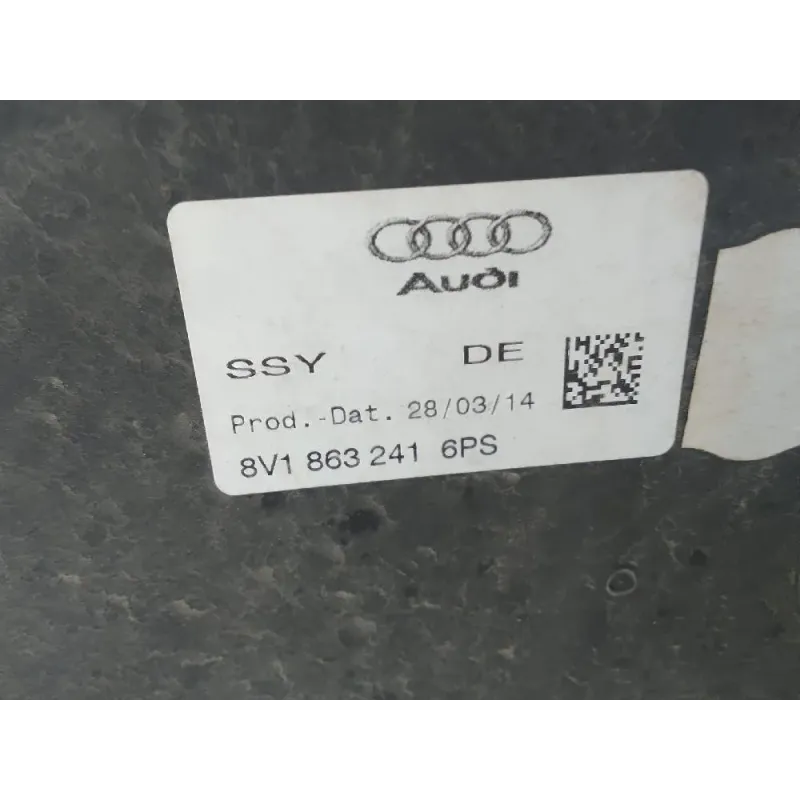 Audi
SSY DE
Prod.-Dat. 28/03/14
8V1 863 241 6PS